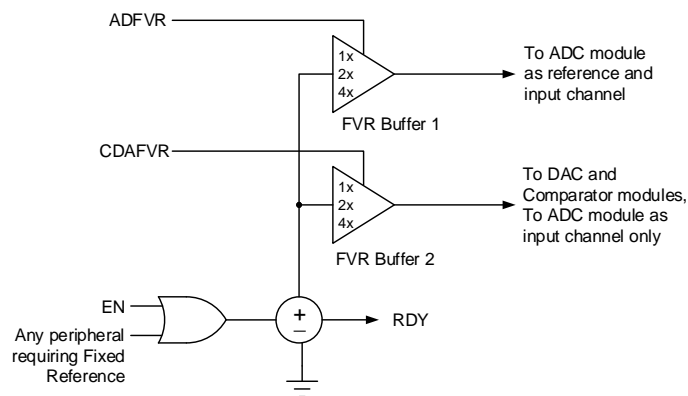 ADFVR
1x
2x
4x
To ADC module
as reference and
input channel
FVR Buffer 1
CDAFVR
1x
2x
4x
To DAC and
Comparator modules,
To ADC module as
input channel only
FVR Buffer 2
EN
+
–
RDY
Any peripheral
requiring Fixed
Reference